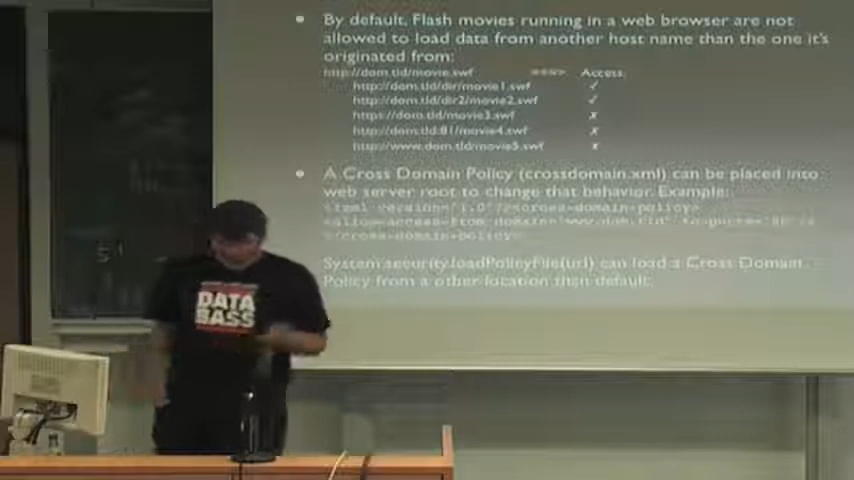 By default, Flash movies running in a web browser are not
allowed to load data from another host name than the one it's
originated from:
http://dom.tld/movie.swf ===> Access:
http://dom.tld/dir/movie1.swf ✓
http://dom.tld/dir2/movie2.swf ✓
https://dom.tld/movie3.swf ✗
http://dom.tld:81/movie4.swf ✗
http://www.dom.tld/movie5.swf ✗
A Cross Domain Policy (crossdomain.xml) can be placed into
web server root to change that behavior. Example:
<?xml version="1.0"?><cross-domain-policy>
<allow-access-from domain="www.dom.tld" to-ports="80"
</cross-domain-policy>
System.security.loadPolicyFile(url) can load a Cross Domain
Policy from a other location then default.
DATA
BASS